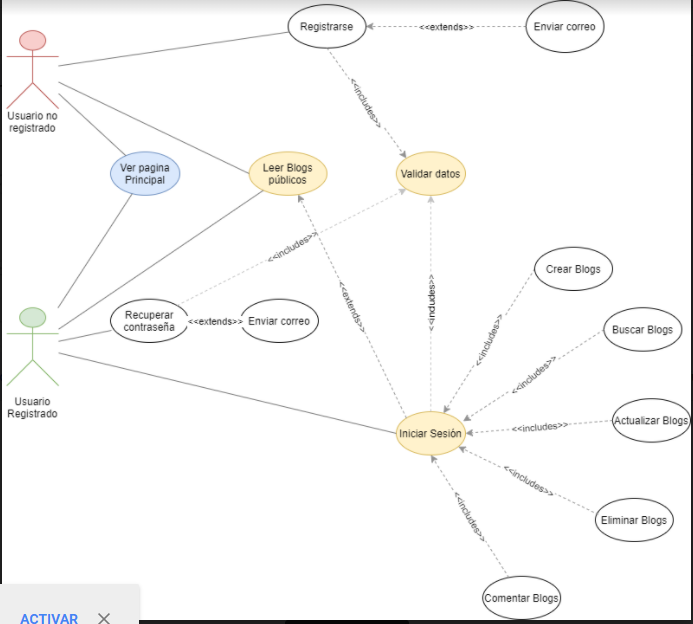 Registrarse
<<extends>>
Enviar correo
<<includes>>
Usuario no
registrado
Ver pagina
Principal
Leer Blogs
públicos
Validar datos
<<includes>>
Crear Blogs
<<extends>>
<<includes>>
Recuperar
contraseña
<<extends>>
Enviar correo
Buscar Blogs
<<includes>>
<<includes>>
Usuario
Registrado
Actualizar Blogs
<<includes>>
Iniciar Sesión
<<includes>>
Eliminar Blogs
<<includes>>
Comentar Blogs
ACTIVAR